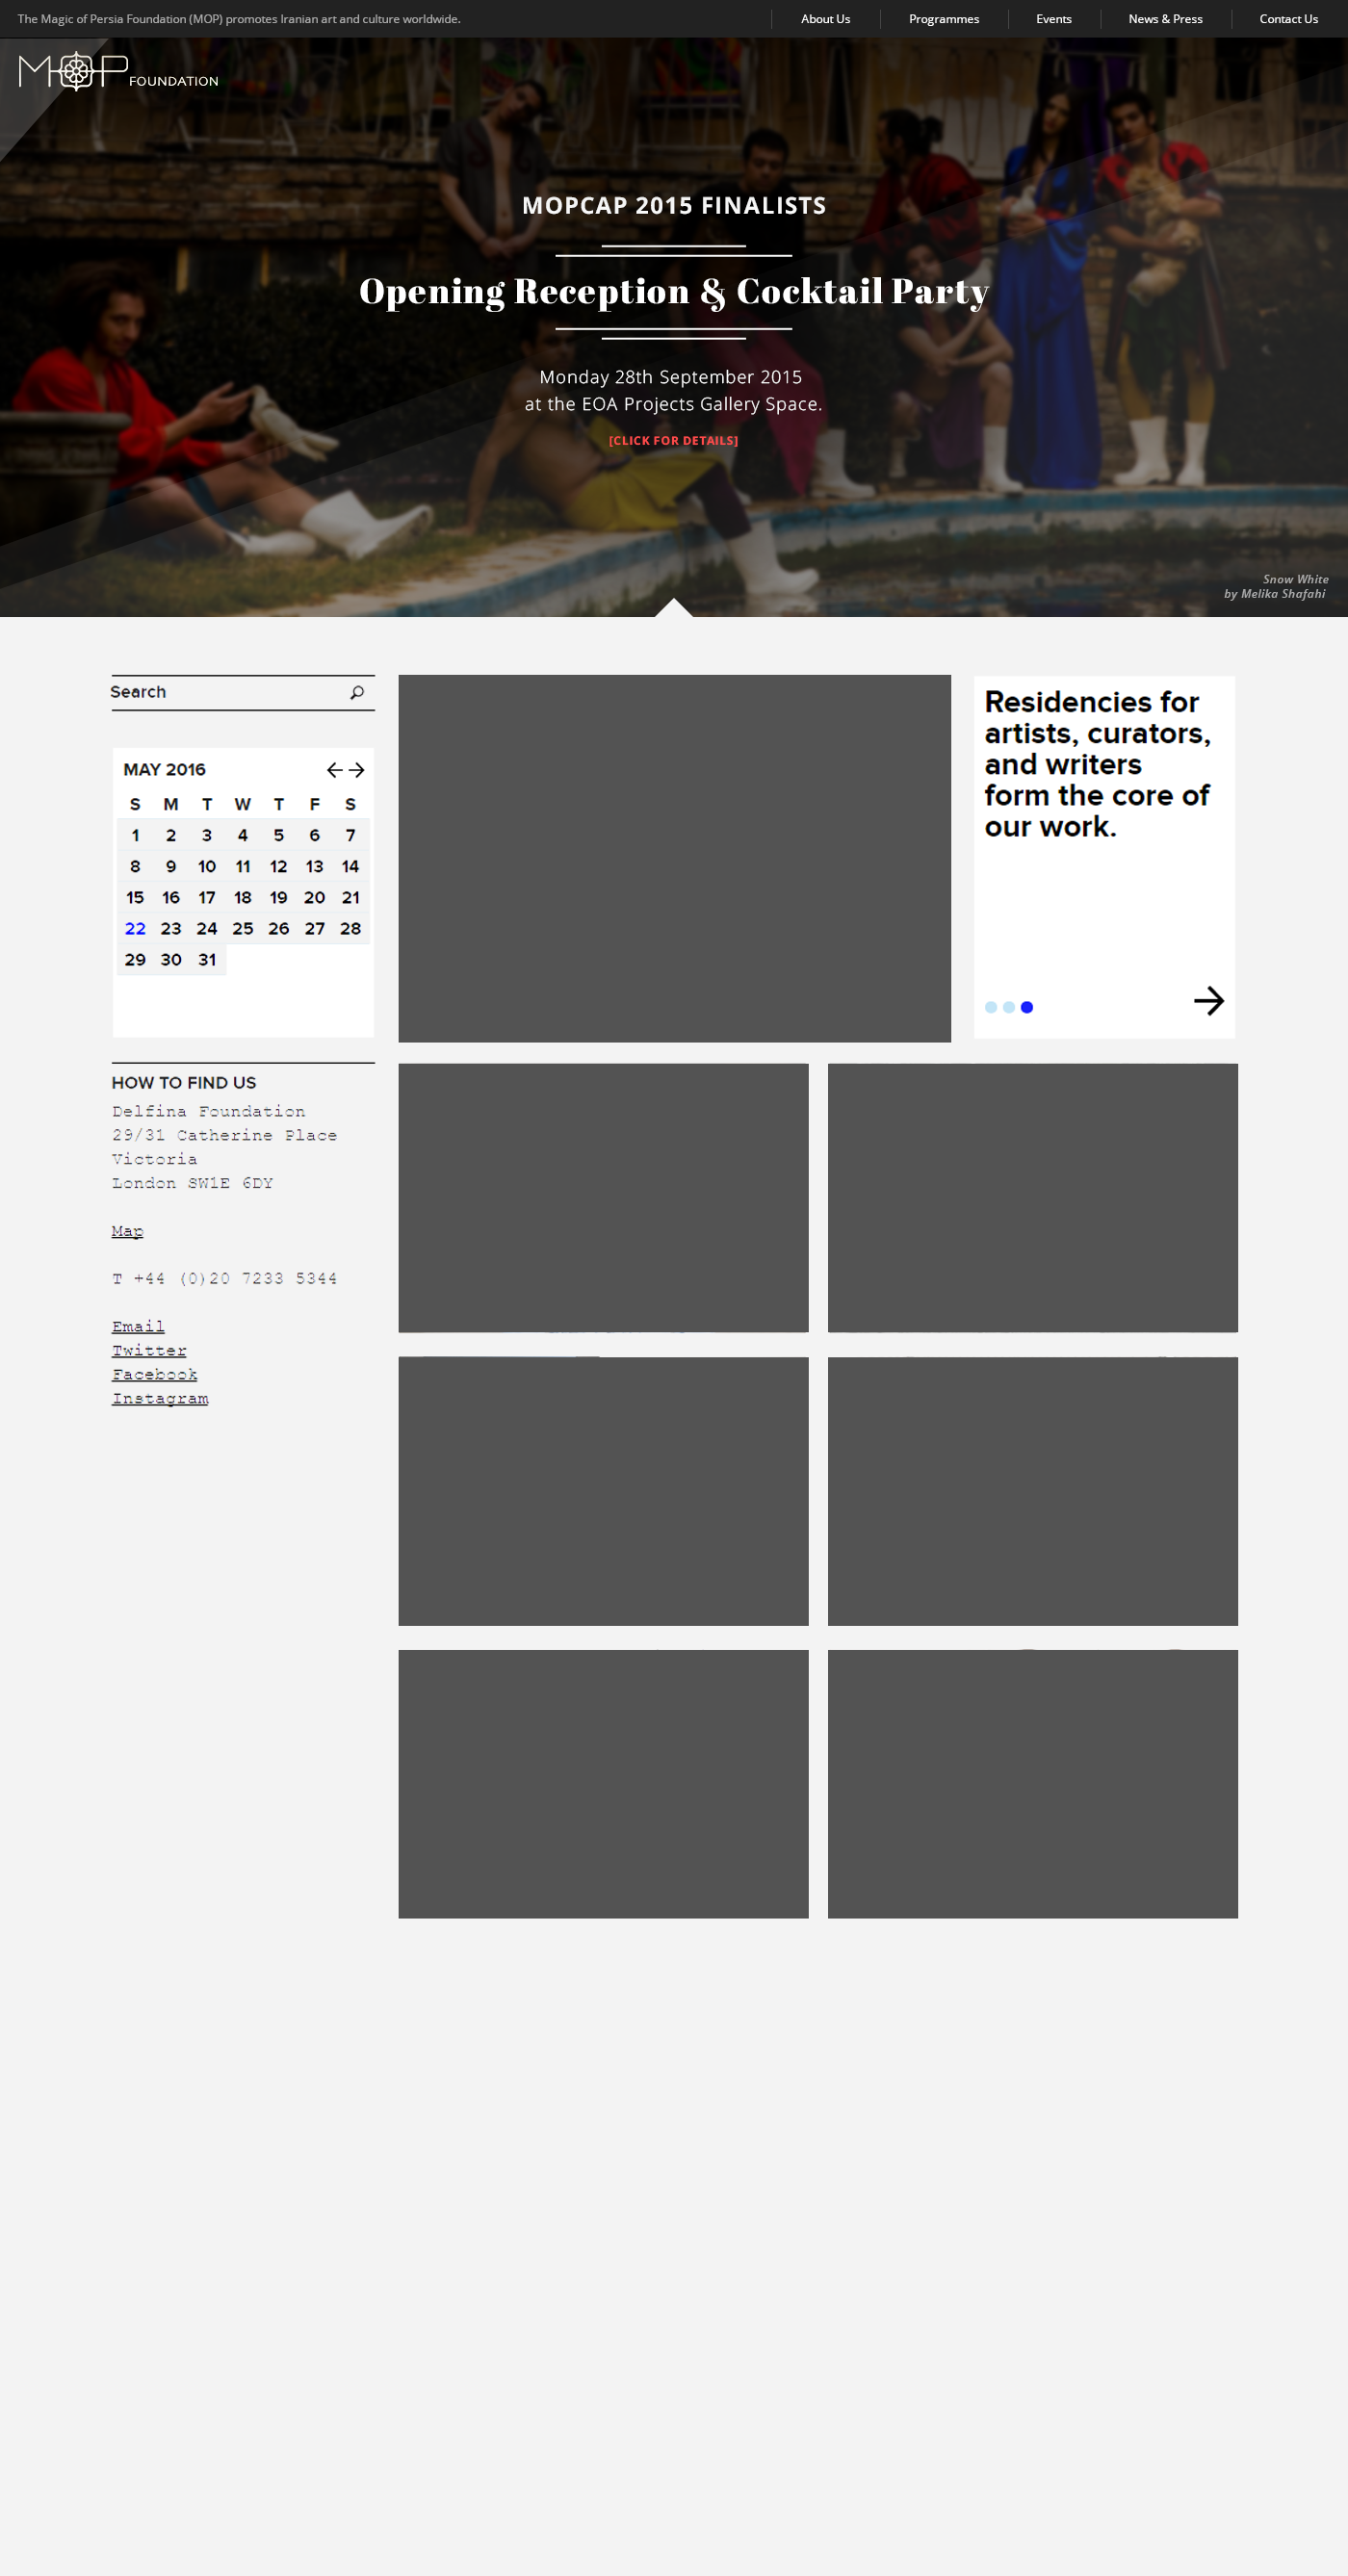 The Magic of Persia Foundation (MOP) promotes Iranian art and culture worldwide.
About Us
Programmes
Events
News & Press
Contact Us
MOP FOUNDATION
MOPCAP 2015 FINALISTS
Opening Reception & Cocktail Party
Monday 28th September 2015
at the EOA Projects Gallery Space.
[CLICK FOR DETAILS]
Snow White
by Melika Shafahi
Search
MAY 2016
S M T W T F S
1 2 3 4 5 6 7
8 9 10 11 12 13 14
15 16 17 18 19 20 21
22 23 24 25 26 27 28
29 30 31
Residencies for
artists, curators,
and writers
form the core of
our work.
HOW TO FIND US
Delfina Foundation
29/31 Catherine Place
Victoria
London SW1E 6DY
Map
T +44 (0)20 7233 5344
Email
Twitter
Facebook
Instagram